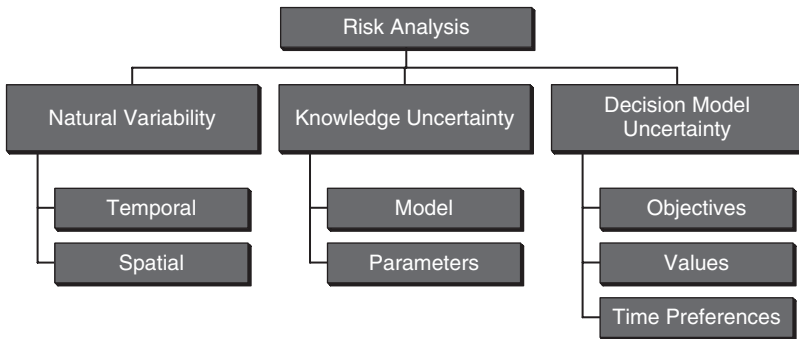 Risk Analysis
Natural Variability
Temporal
Spatial
Knowledge Uncertainty
Model
Parameters
Decision Model
Uncertainty
Objectives
Values
Time Preferences